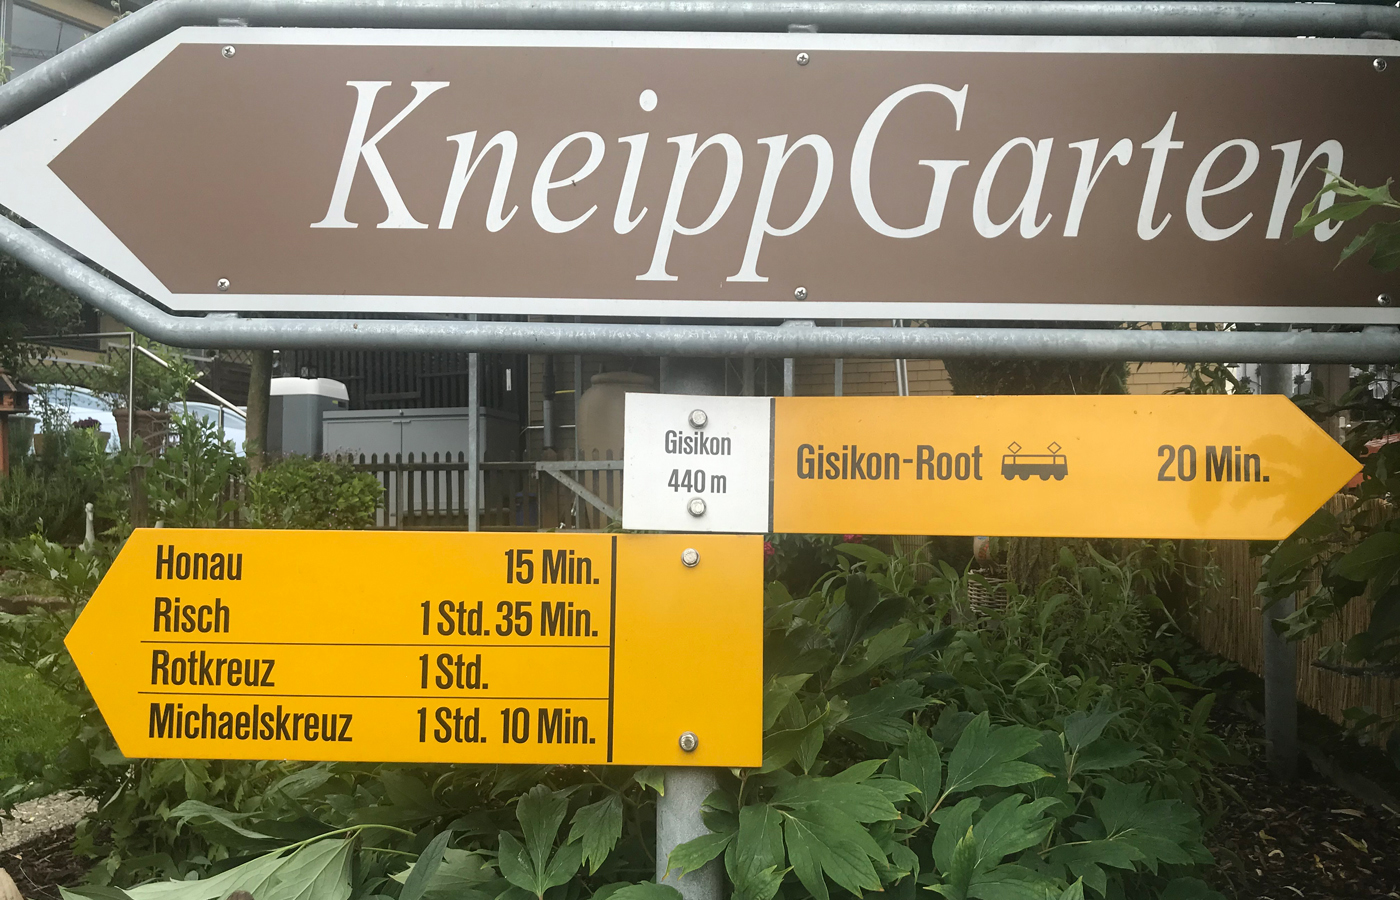 KneippGarten
Gisikon
440 m
Gisikon-Root 20 Min.
Honau 15 Min.
Risch 1 Std. 35 Min.
Rotkreuz 1 Std.
Michaelskreuz 1 Std. 10 Min.